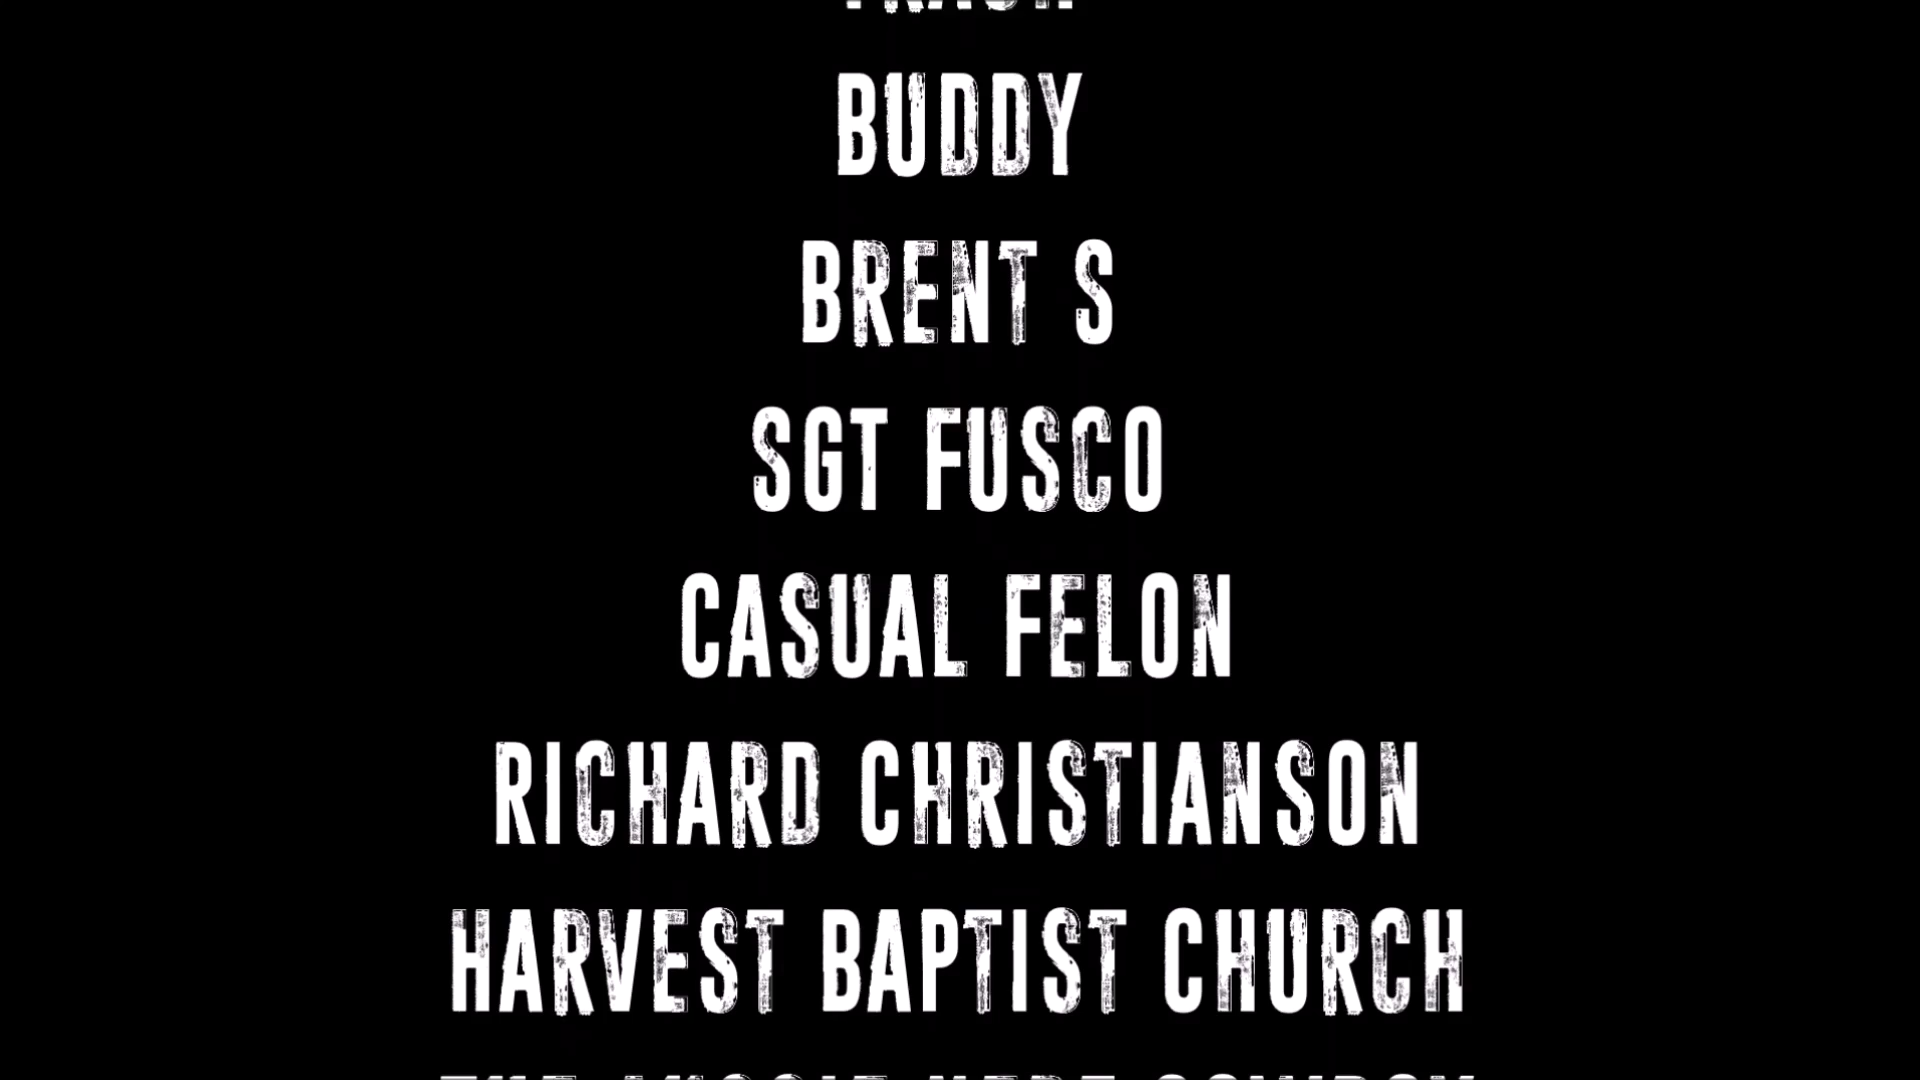 BUDDY
BRENT S
SGT FUSCO
CASUAL FELON
RICHARD CHRISTIANSON
HARVEST BAPTIST CHURCH